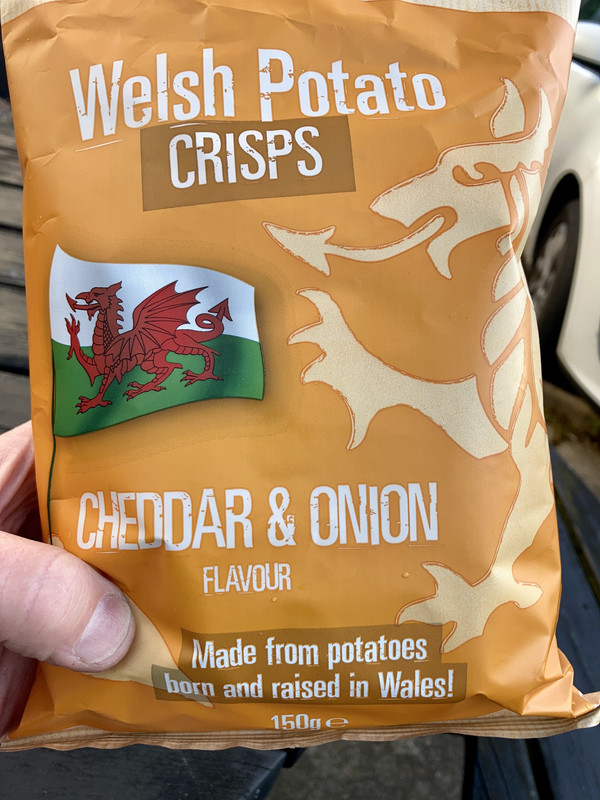 Welsh Potato
CRISPS
CHEDDAR & ONION
FLAVOUR
Made from potatoes
born and raised in Wales!
150g ℮